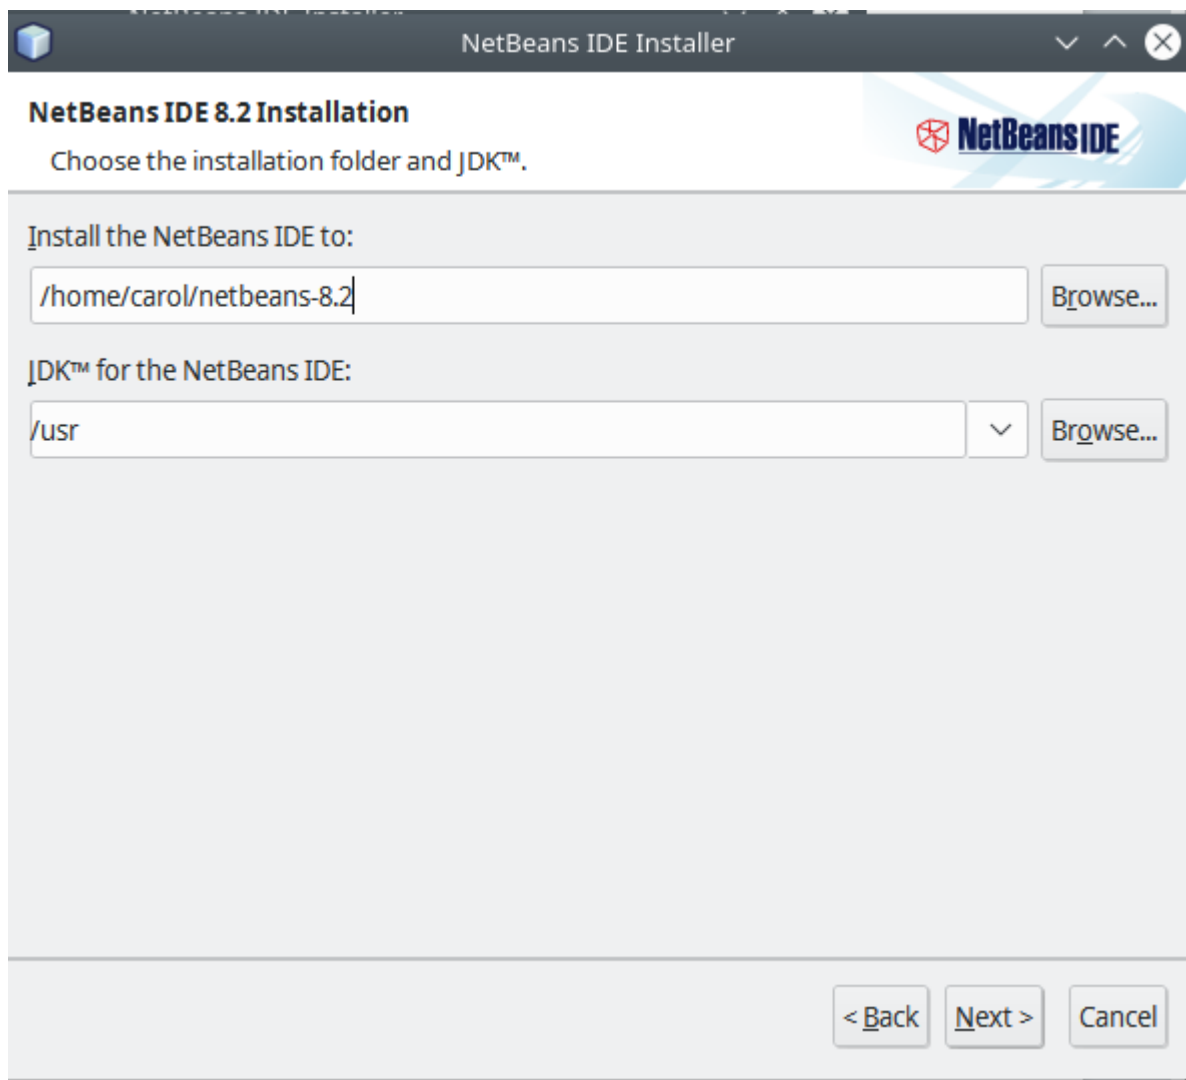 NetBeans IDE Installer
NetBeans IDE 8.2 Installation
Choose the installation folder and JDK™.
NetBeans IDE
Install the NetBeans IDE to:
/home/carol/netbeans-8.2
Browse...
JDK™ for the NetBeans IDE:
/usr
Browse...
< Back
Next >
Cancel